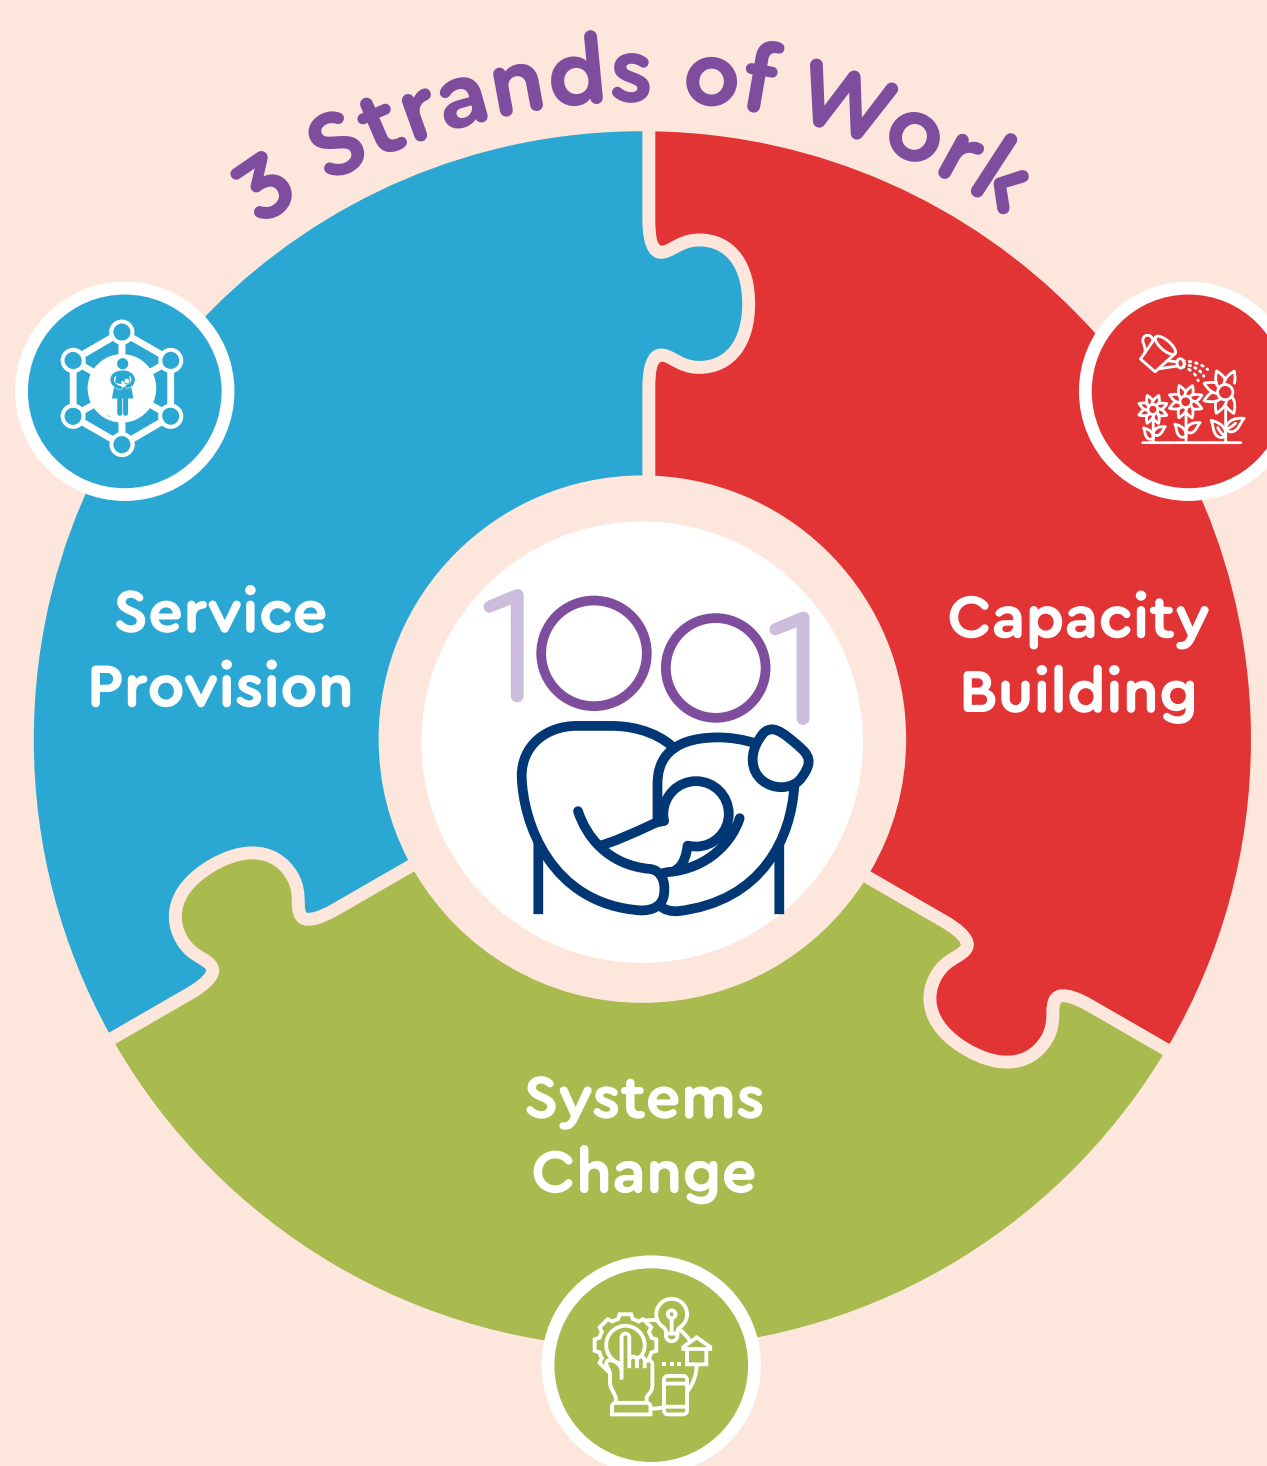 3 Strands of Work
Service
Provision
Capacity
Building
1001
Systems
Change